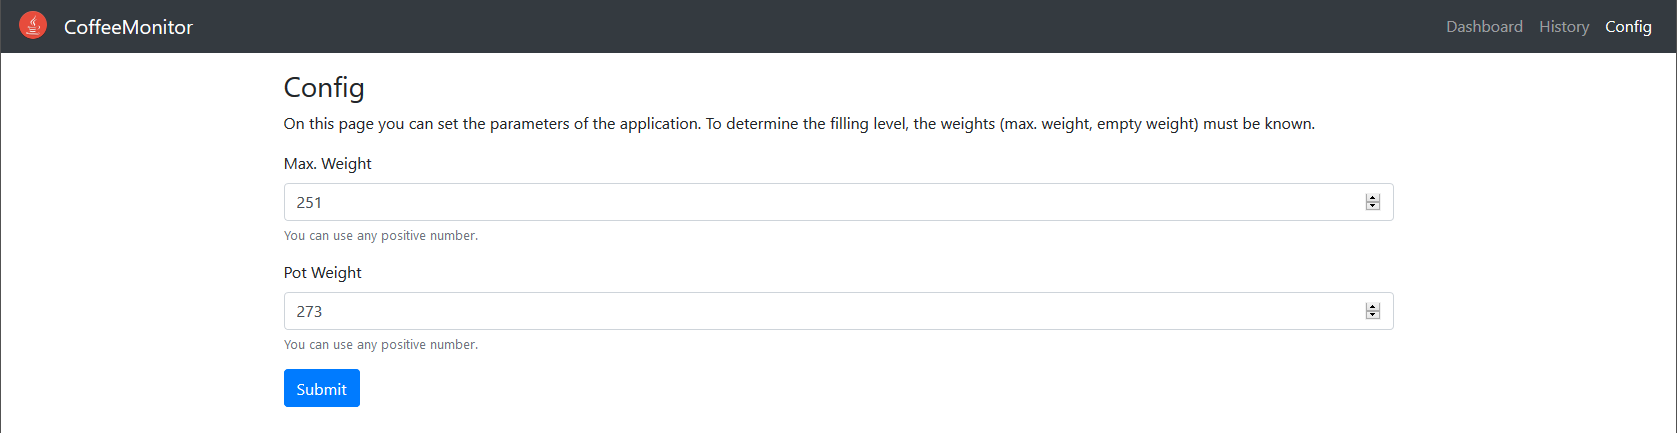 CoffeeMonitor
Dashboard History Config
Config
On this page you can set the parameters of the application. To determine the filling level, the weights (max. weight, empty weight) must be known.
Max. Weight
251
You can use any positive number.
Pot Weight
273
You can use any positive number.
Submit